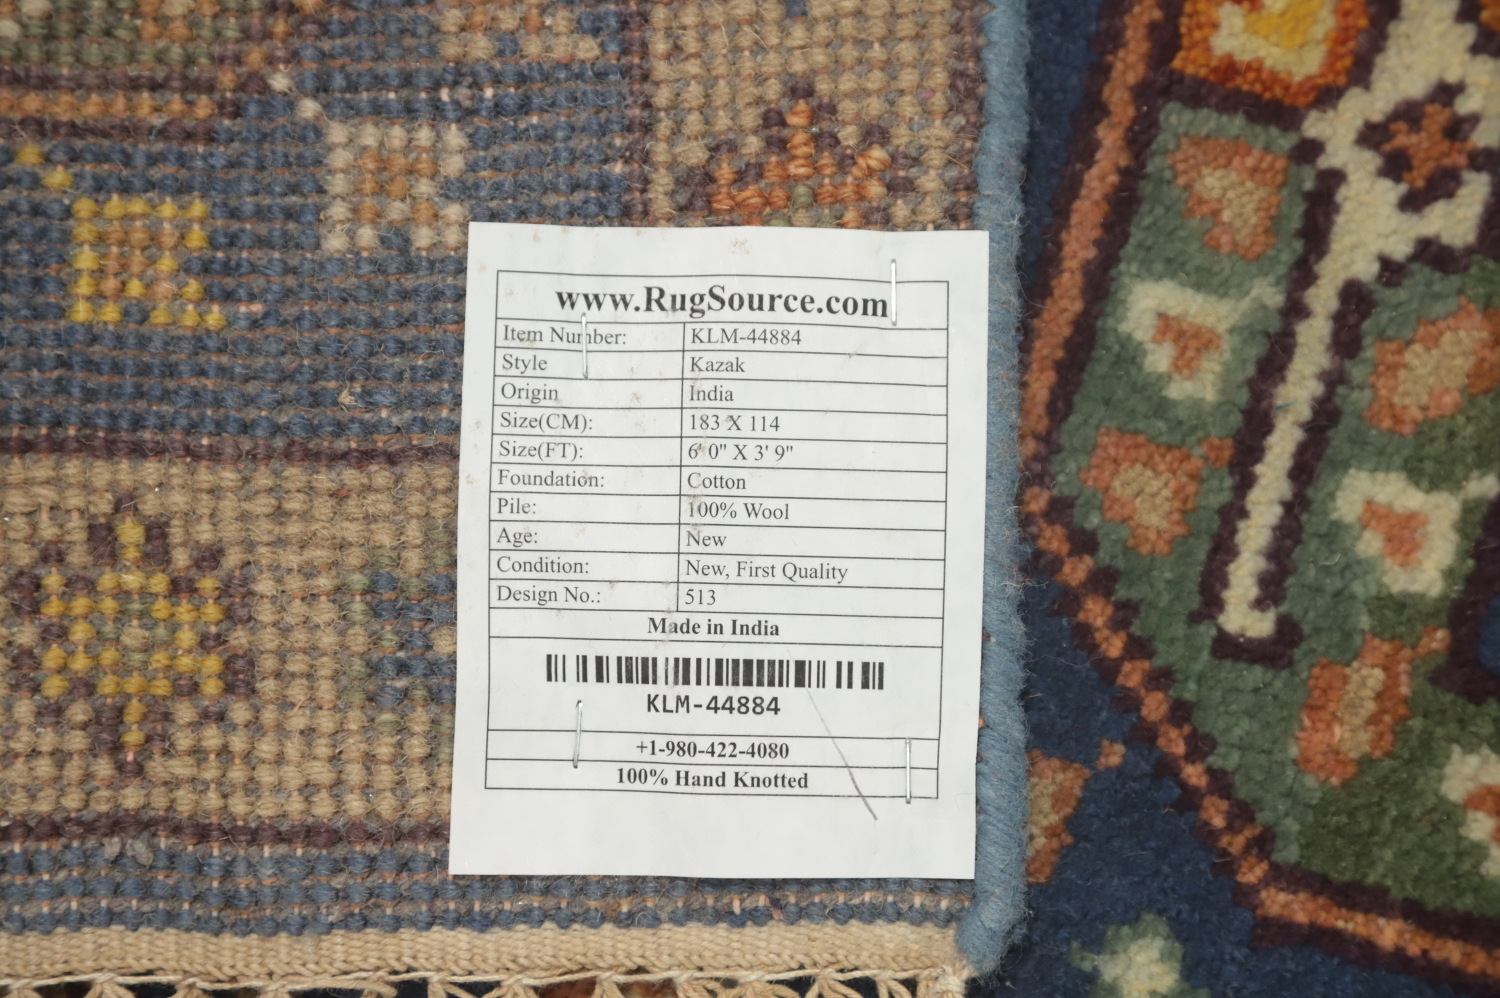 www.RugSource.com
Item Number: KLM-44884
Style Kazak
Origin India
Size(CM): 183 X 114
Size(FT): 6' 0" X 3' 9"
Foundation: Cotton
Pile: 100% Wool
Age: New
Condition: New, First Quality
Design No.: 513
Made in India
KLM-44884
+1-980-422-4080
100% Hand Knotted